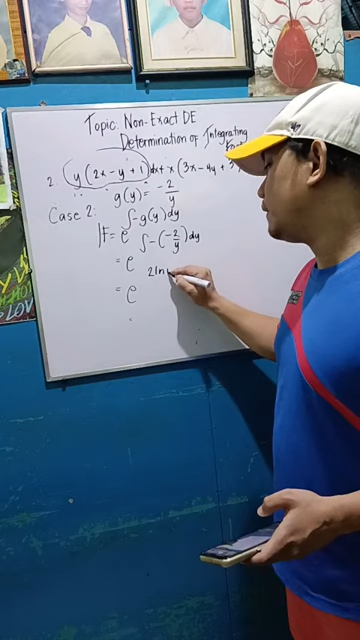 Topic: Non-Exact DE
Determination of Integrating
2. y(2x - y + 1)dx + x(3x - 4y + 3
g(y) = -2/y
Case 2:
∫-g(y)dy
IF = e
∫-(-2/y)dy
= e
2ln
= e